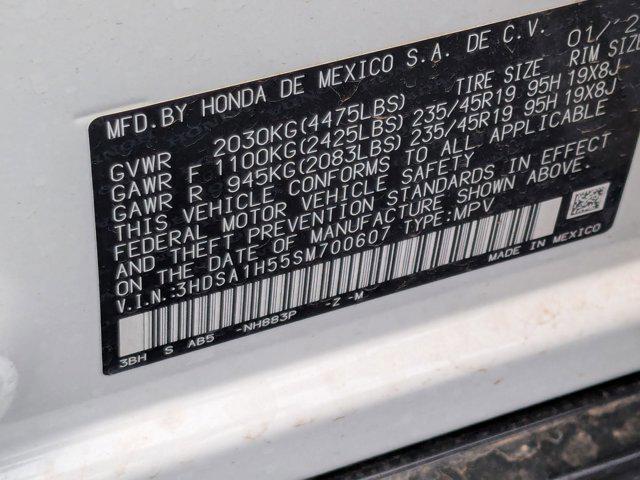 MFD. BY HONDA DE MEXICO S.A. DE C.V. 01/2
TIRE SIZE RIM SIZE
GVWR 2030KG(4475LBS)
GAWR F 1100KG(2425LBS) 235/45R19 95H 19X8J
GAWR R 945KG(2083LBS) 235/45R19 95H 19X8J
THIS VEHICLE CONFORMS TO ALL APPLICABLE
FEDERAL MOTOR VEHICLE SAFETY
AND THEFT PREVENTION STANDARDS IN EFFECT
ON THE DATE OF MANUFACTURE SHOWN ABOVE.
V.I.N.:3HDSA1H55SM700607 TYPE:MPV
MADE IN MEXICO
3BH S AB5 -NH883P -Z -M